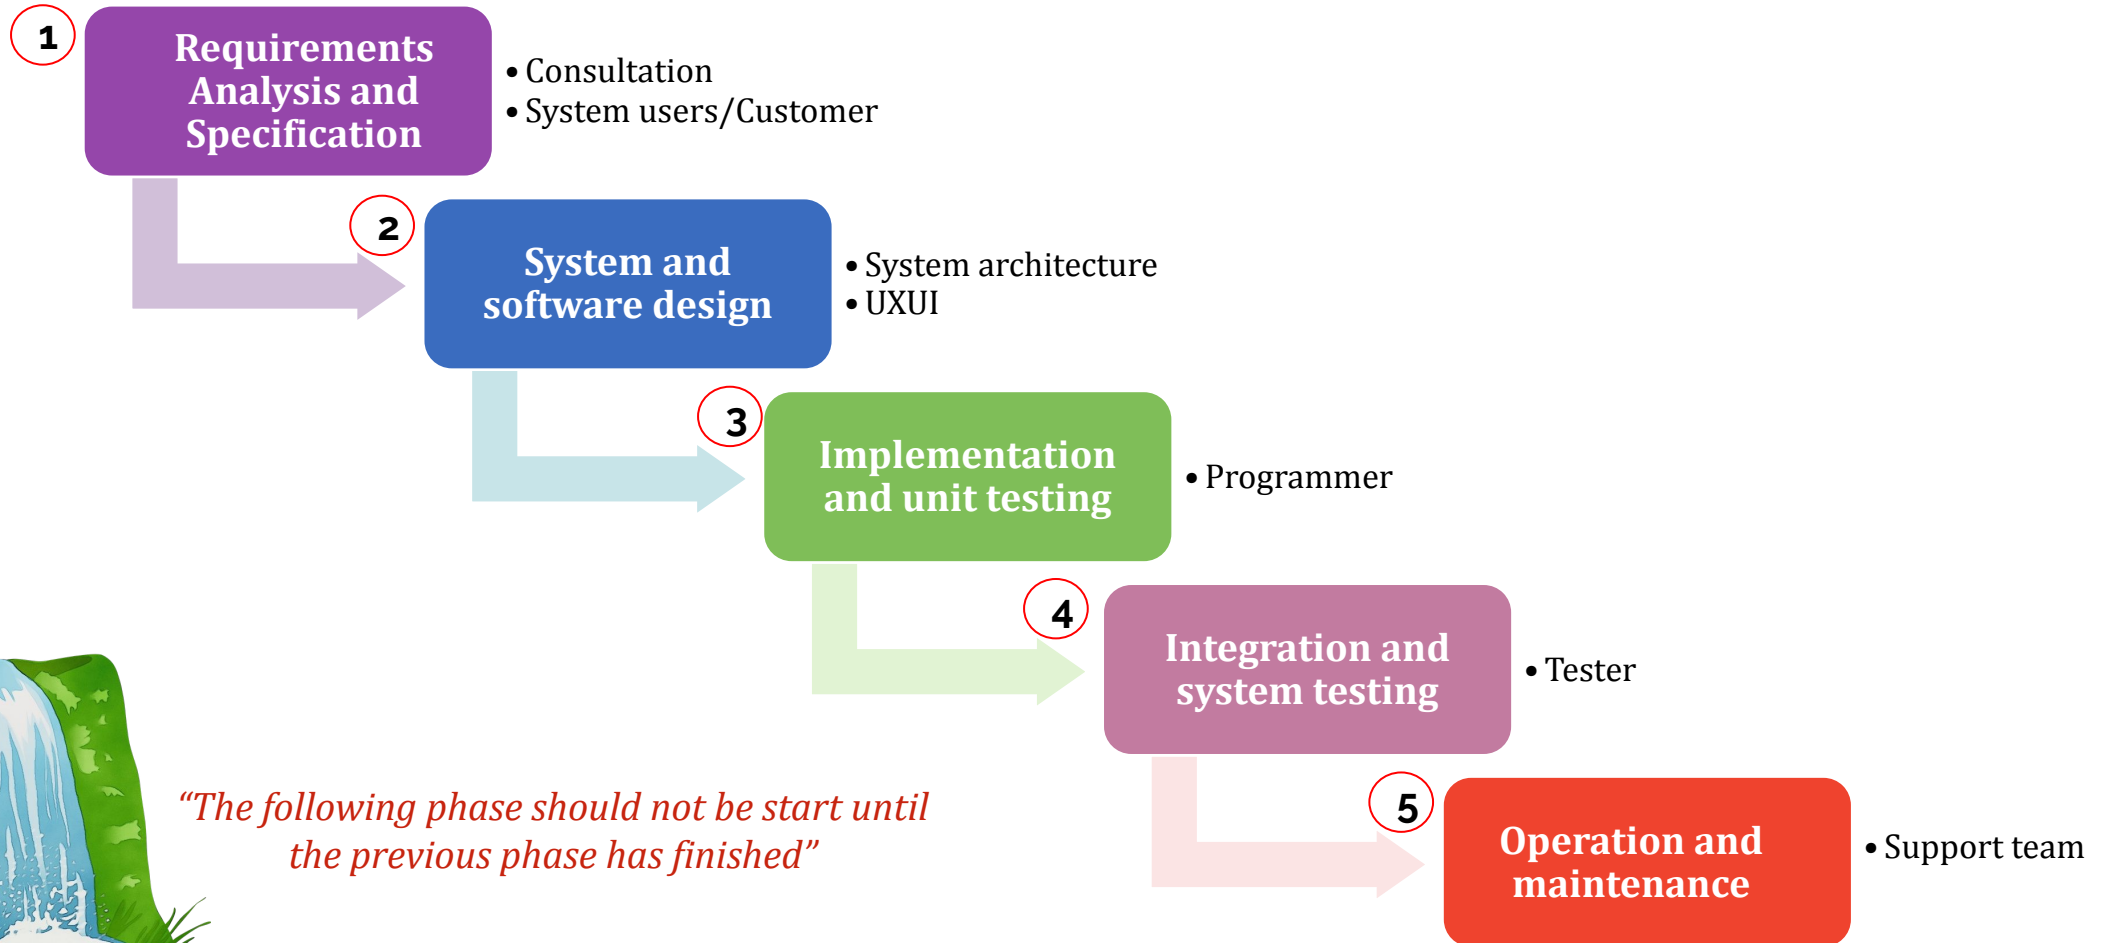 1
Requirements
Analysis and
Specification
• Consultation
• System users/Customer
2
System and
software design
• System architecture
• UXUI
3
Implementation
and unit testing
• Programmer
4
Integration and
system testing
• Tester
5
Operation and
maintenance
• Support team
“The following phase should not be start until
the previous phase has finished”